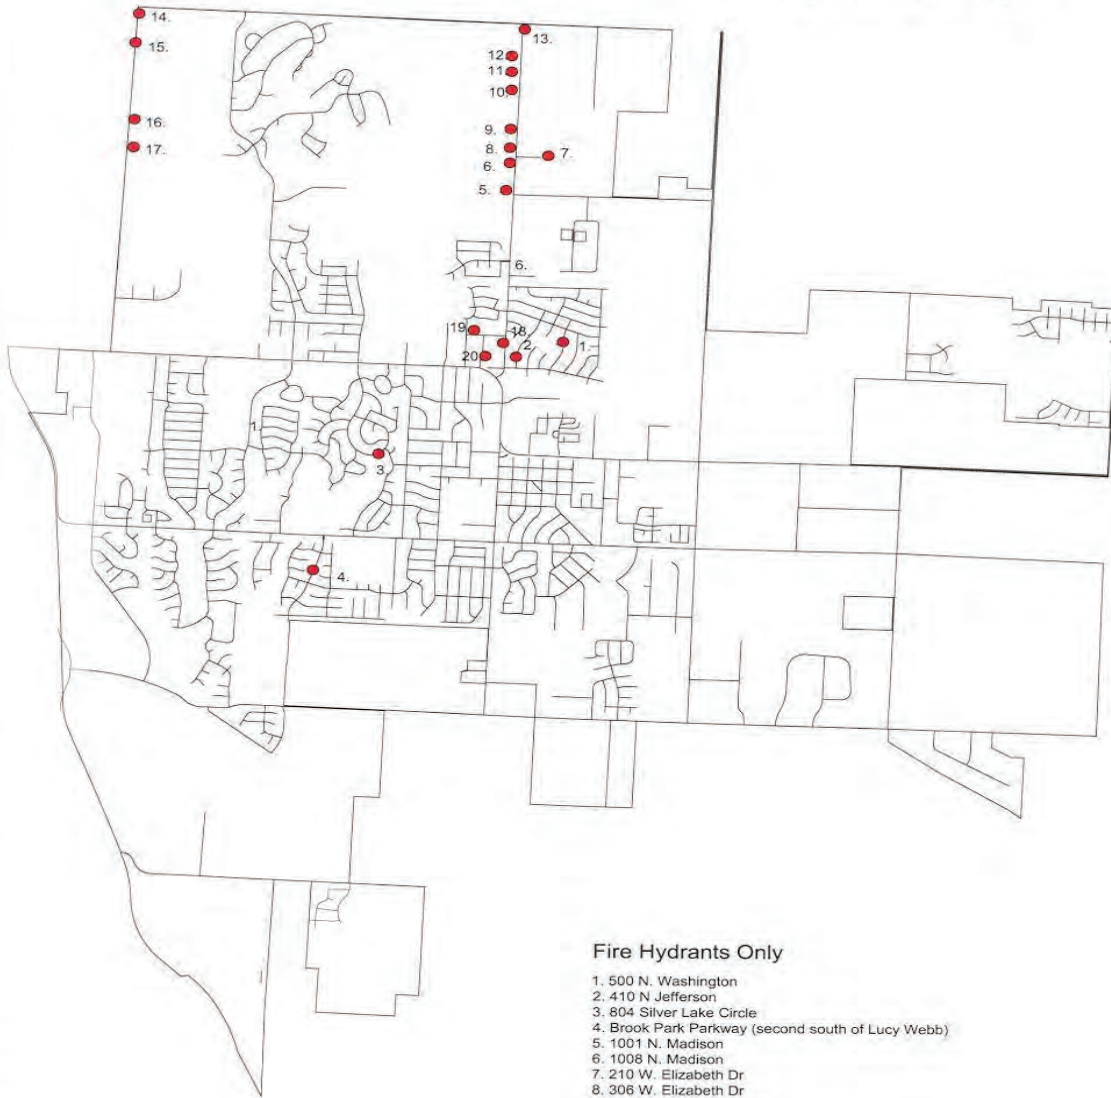 14.
13.
15.
12.
11.
10.
16.
9.
17.
8.
7.
6.
5.
6.
19
18.
2.
1.
20
1.
3.
4.
Fire Hydrants Only
1. 500 N. Washington
2. 410 N Jefferson
3. 804 Silver Lake Circle
4. Brook Park Parkway (second south of Lucy Webb)
5. 1001 N. Madison
6. 1008 N. Madison
7. 210 W. Elizabeth Dr
8. 306 W. Elizabeth Dr